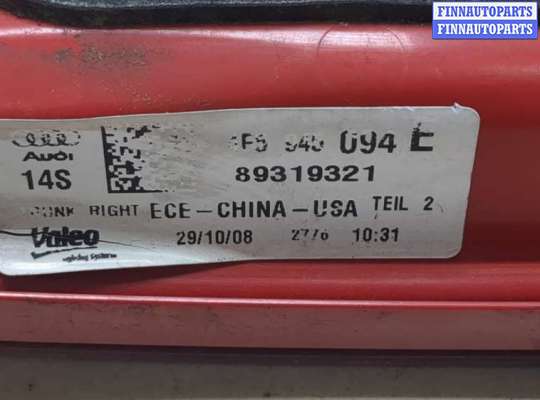 FINNAUTOPARTS
FINNAUTOPARTS
Audi
094 E
14S
89319321
RIGHT ECE-CHINA-USA TEIL 2
Valeo
29/10/08 10:31